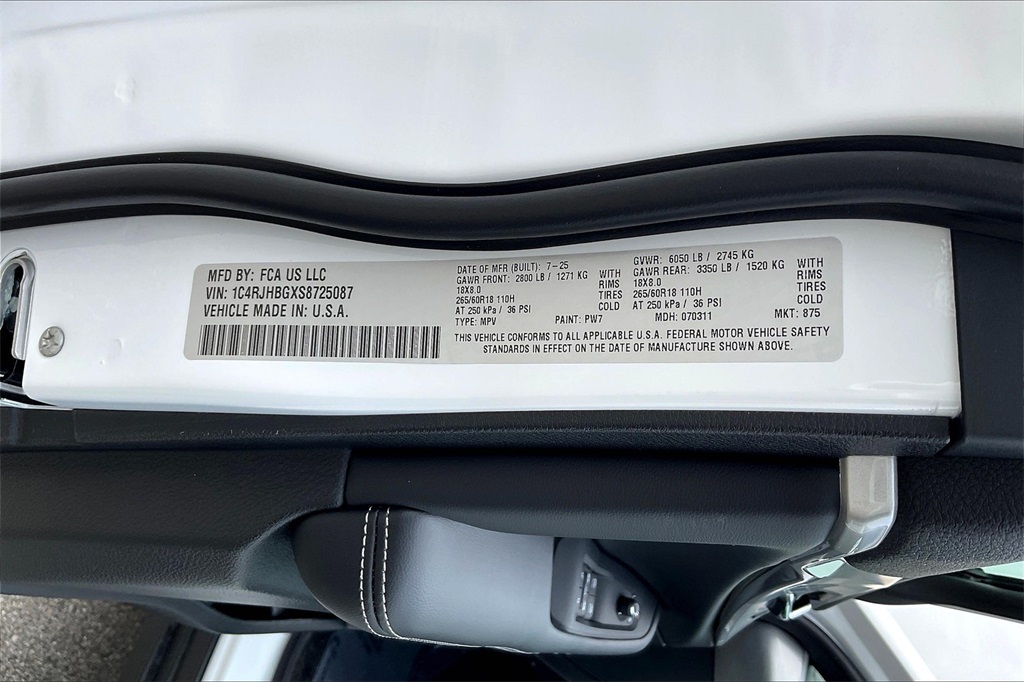 MFD BY: FCA US LLC
VIN: 1C4RJHBGXS8725087
VEHICLE MADE IN: U.S.A.
DATE OF MFR (BUILT): 7-25
GAWR FRONT: 2800 LB / 1271 KG
WITH
18X8.0
RIMS
265/60R18 110H
TIRES
AT 250 kPa / 36 PSI
COLD
TYPE: MPV
PAINT: PW7
GVWR: 6050 LB / 2745 KG
GAWR REAR: 3350 LB / 1520 KG
WITH
18X8.0
RIMS
265/60R18 110H
TIRES
AT 250 kPa / 36 PSI
COLD
MDH: 070311
MKT: 875
THIS VEHICLE CONFORMS TO ALL APPLICABLE U.S.A. FEDERAL MOTOR VEHICLE SAFETY
STANDARDS IN EFFECT ON THE DATE OF MANUFACTURE SHOWN ABOVE.